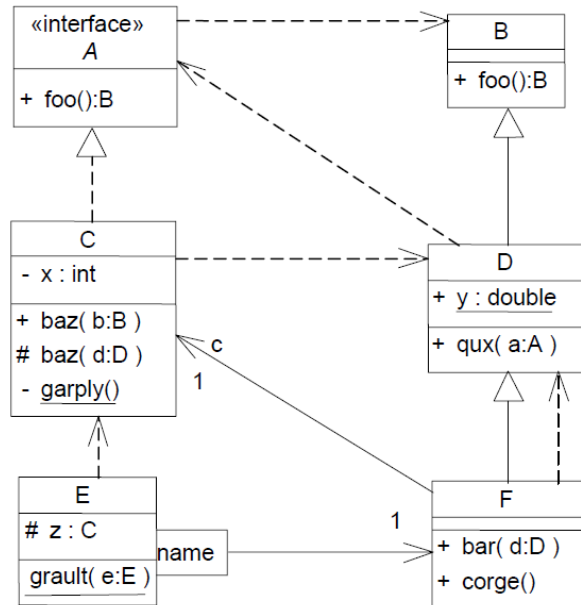 «interface»
A
+ foo():B
B
+ foo():B
C
- x : int
+ baz( b:B )
# baz( d:D )
- garply()
D
+ y : double
+ qux( a:A )
c
1
E
# z : C
grault( e:E )
name
1
F
+ bar( d:D )
+ corge()